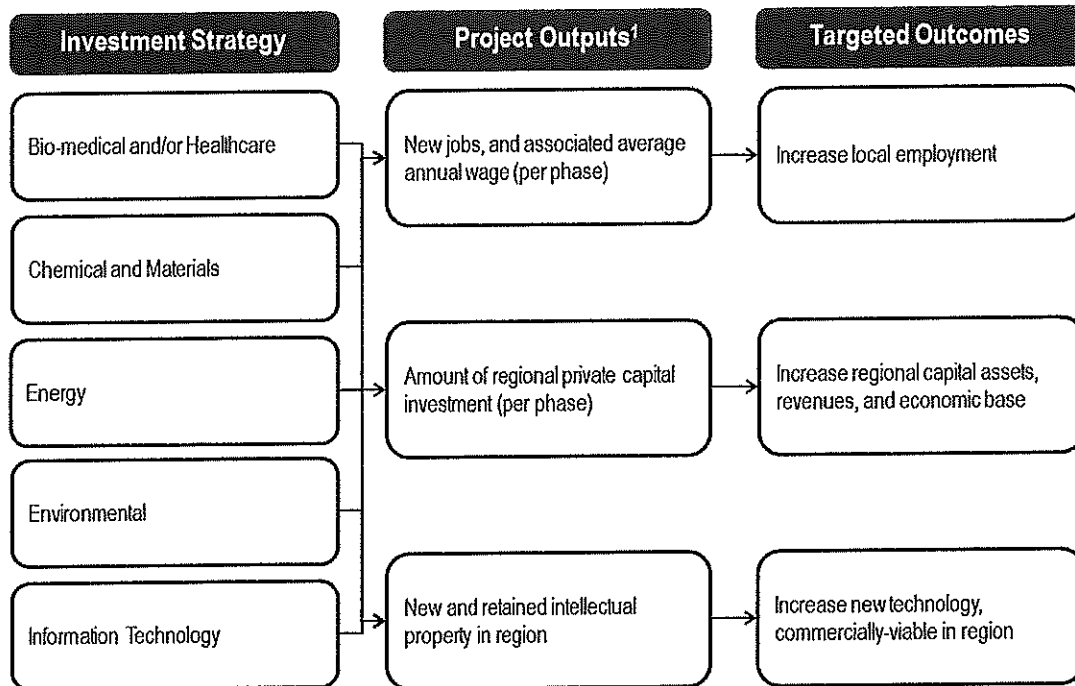 Investment Strategy
Project Outputs¹
Targeted Outcomes
Bio-medical and/or Healthcare
Chemical and Materials
Energy
Environmental
Information Technology
New jobs, and associated average
annual wage (per phase)
Amount of regional private capital
investment (per phase)
New and retained intellectual
property in region
Increase local employment
Increase regional capital assets,
revenues, and economic base
Increase new technology,
commercially-viable in region